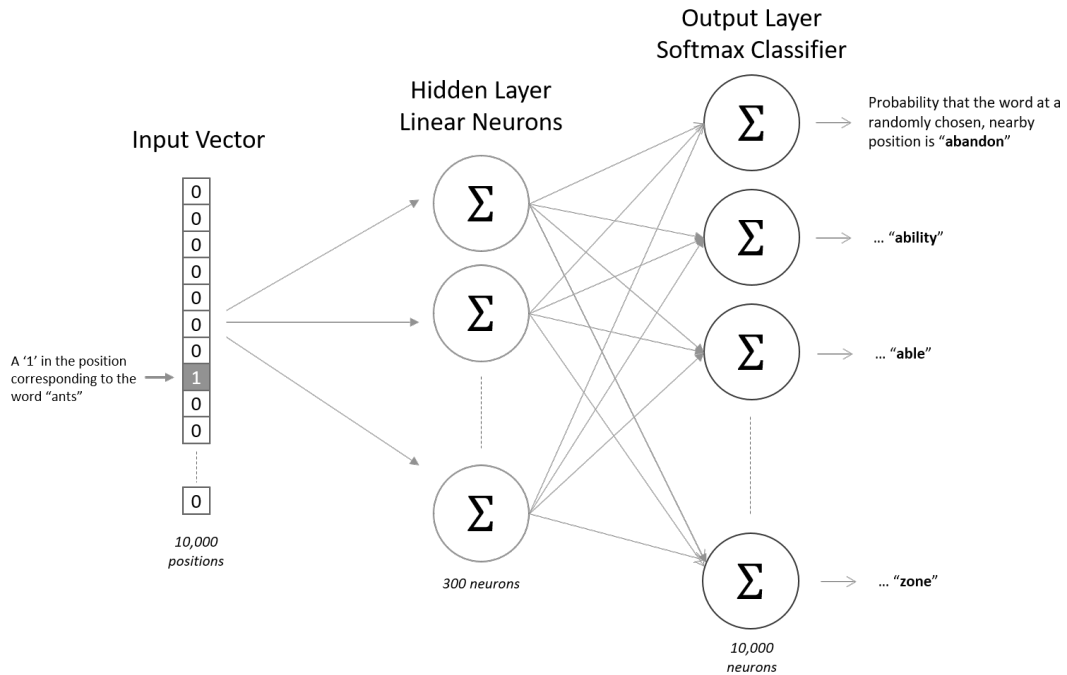 Output Layer
Softmax Classifier
Hidden Layer
Linear Neurons
Input Vector
0
0
0
0
0
0
0
1
0
0
0
A ‘1’ in the position
corresponding to the
word “ants”
10,000
positions
Σ
Σ
Σ
300 neurons
Σ
Σ
Σ
Σ
10,000
neurons
Probability that the word at a
randomly chosen, nearby
position is “abandon”
... “ability”
... “able”
... “zone”